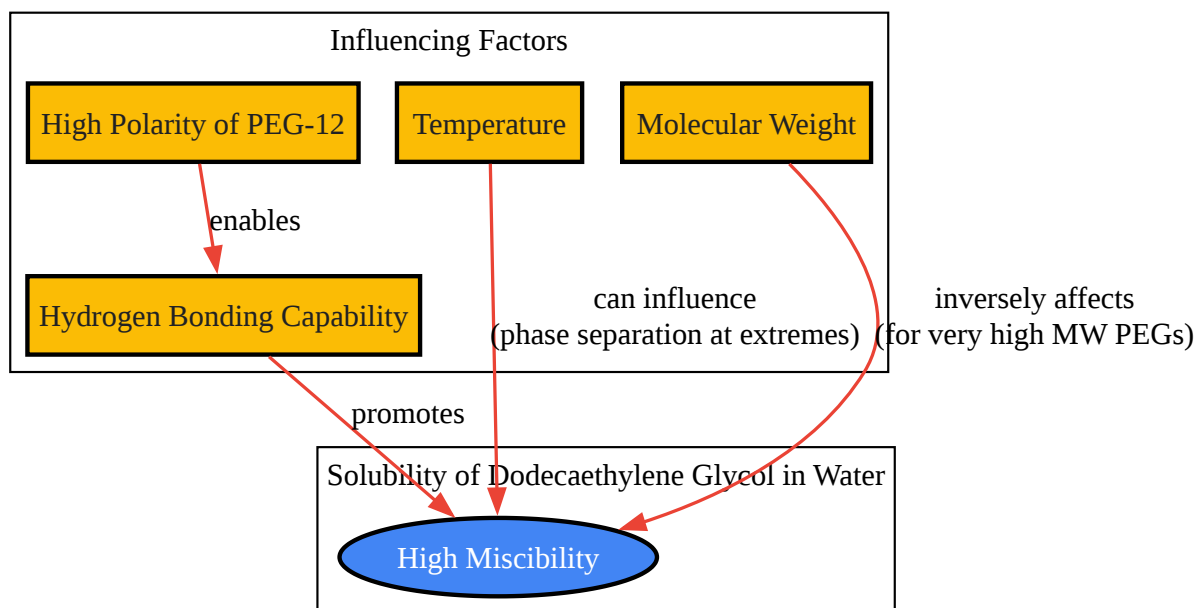 Influencing Factors
High Polarity of PEG-12
Temperature
Molecular Weight
enables
Hydrogen Bonding Capability
can influence
(phase separation at extremes)
inversely affects
(for very high MW PEGs)
promotes
Solubility of Dodecaethylene Glycol in Water
High Miscibility